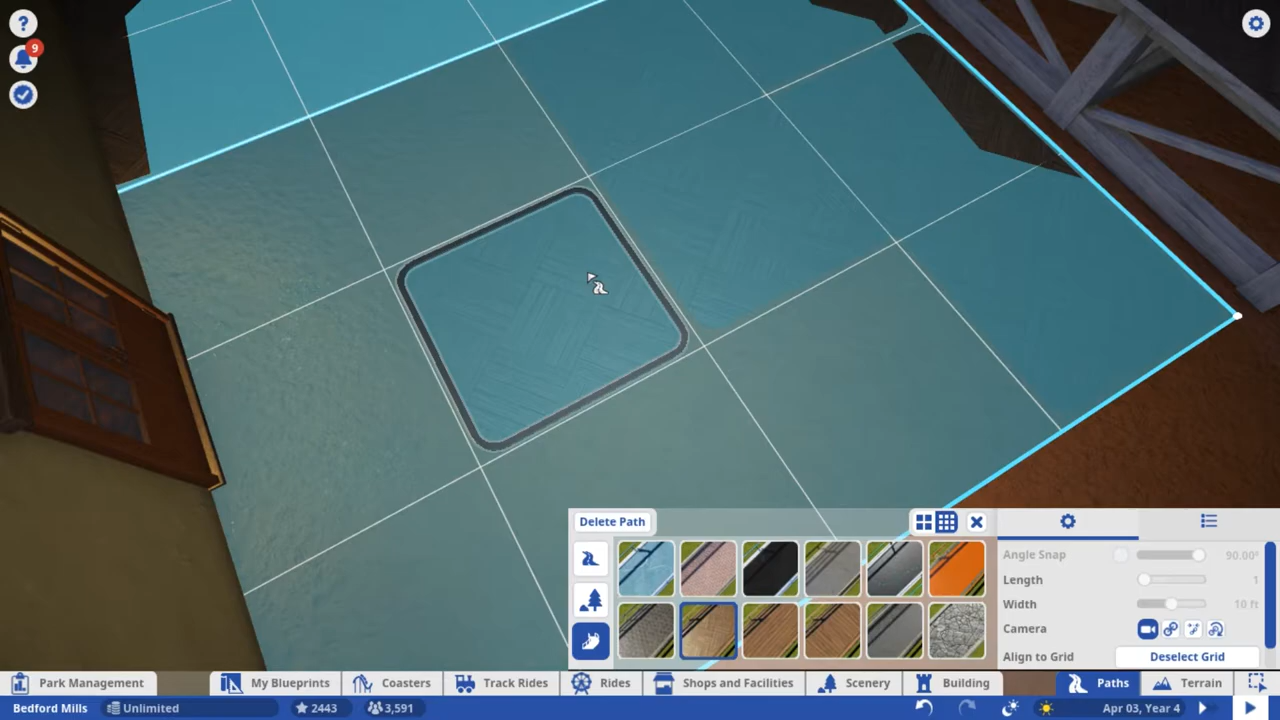 ?
9
Delete Path
Angle Snap 90.00°
Length 1
Width 10 ft
Camera
Align to Grid Deselect Grid
Park Management My Blueprints Coasters Track Rides Rides Shops and Facilities Scenery Building Paths Terrain
Bedford Mills Unlimited 2443 3,591 Apr 03, Year 4